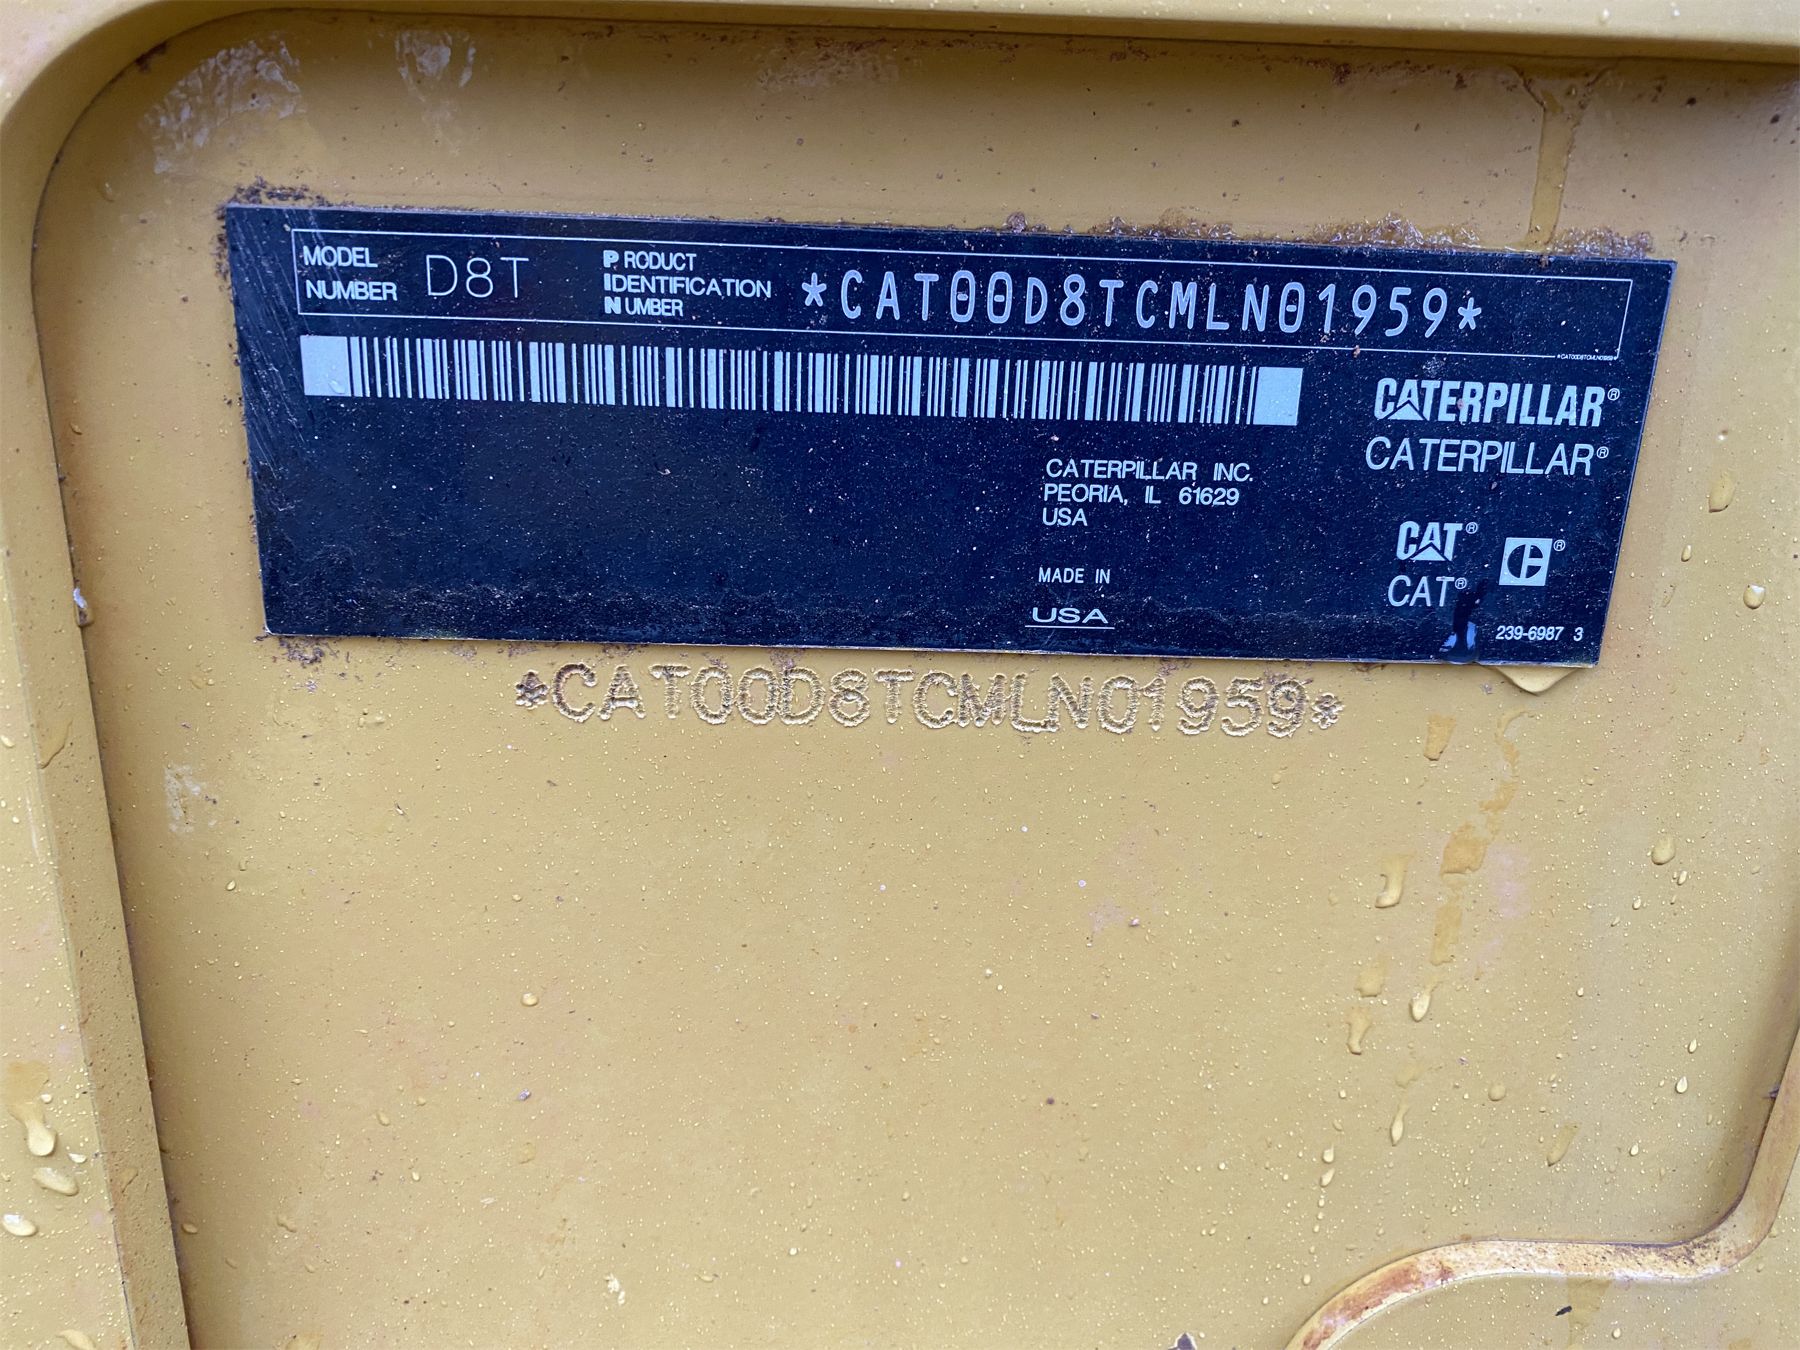 MODEL NUMBER D8T
PRODUCT IDENTIFICATION NUMBER
*CAT00D8TCMLN01959*
*CAT00D8TCMLN01959*
CATERPILLAR®
CATERPILLAR®
CATERPILLAR INC.
PEORIA, IL 61629
USA
CAT®
CAT®
MADE IN
USA
239-6987 3
*CAT00D8TCMLN01959*